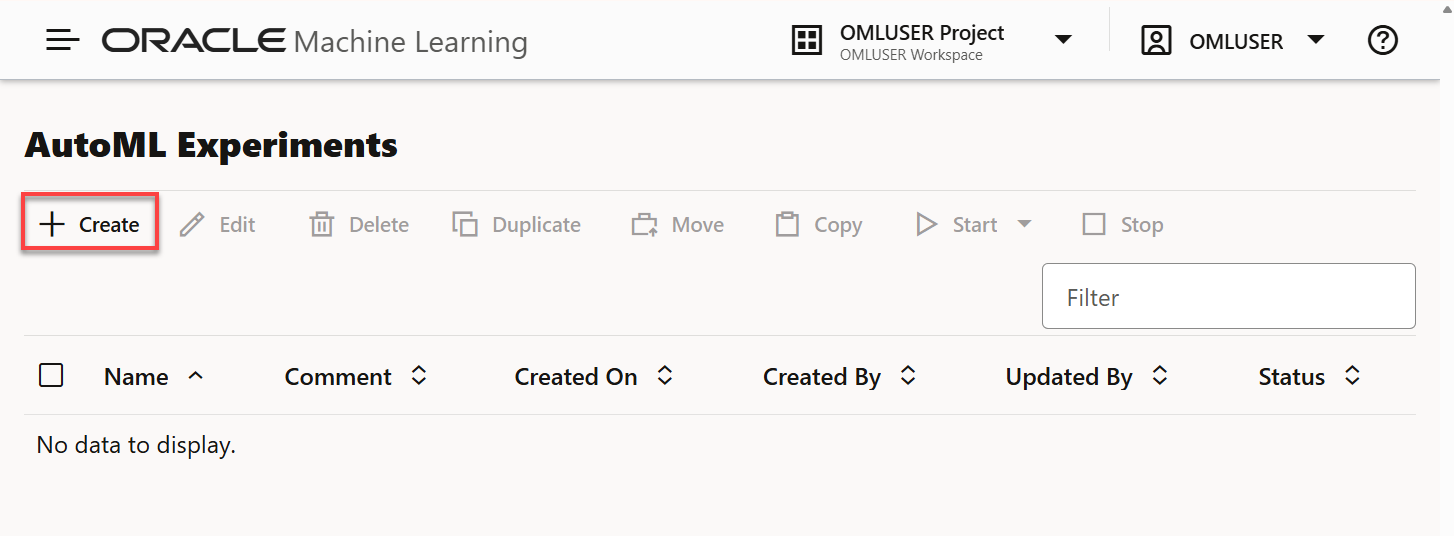 ORACLE Machine Learning
OMLUSER Project
OMLUSER Workspace
OMLUSER
?
AutoML Experiments
Create Edit Delete Duplicate Move Copy Start Stop
Filter
Name Comment Created On Created By Updated By Status
No data to display.